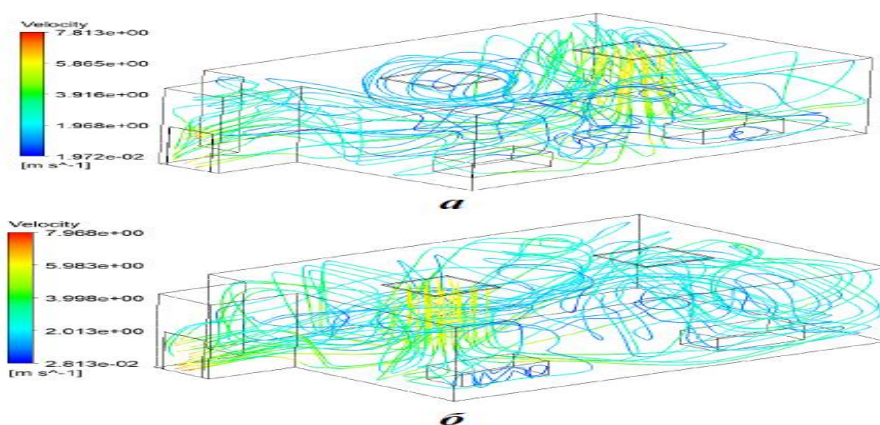 Velocity
7.813e+00
5.865e+00
3.916e+00
1.968e+00
1.972e-02
[m s^-1]
а
Velocity
7.968e+00
5.983e+00
3.998e+00
2.013e+00
2.813e-02
[m s^-1]
б